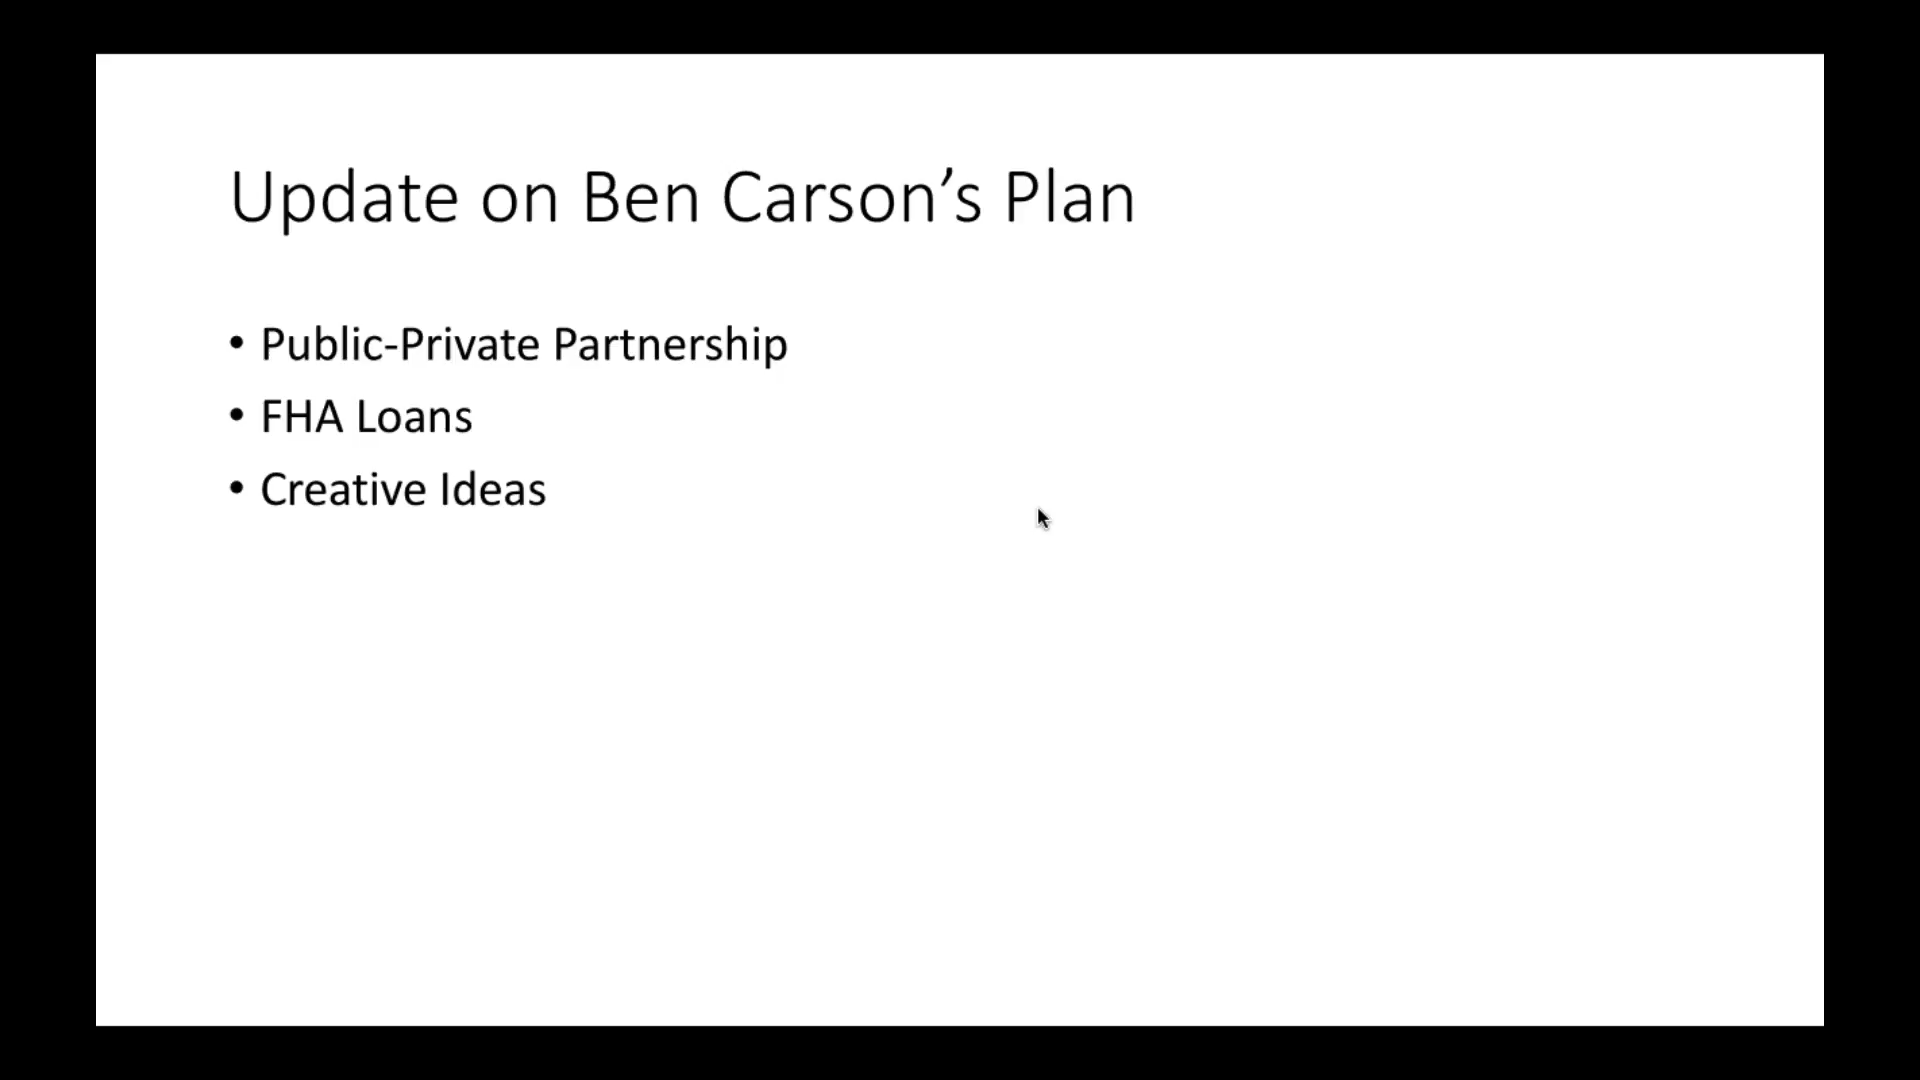 Update on Ben Carson’s Plan
• Public-Private Partnership
• FHA Loans
• Creative Ideas